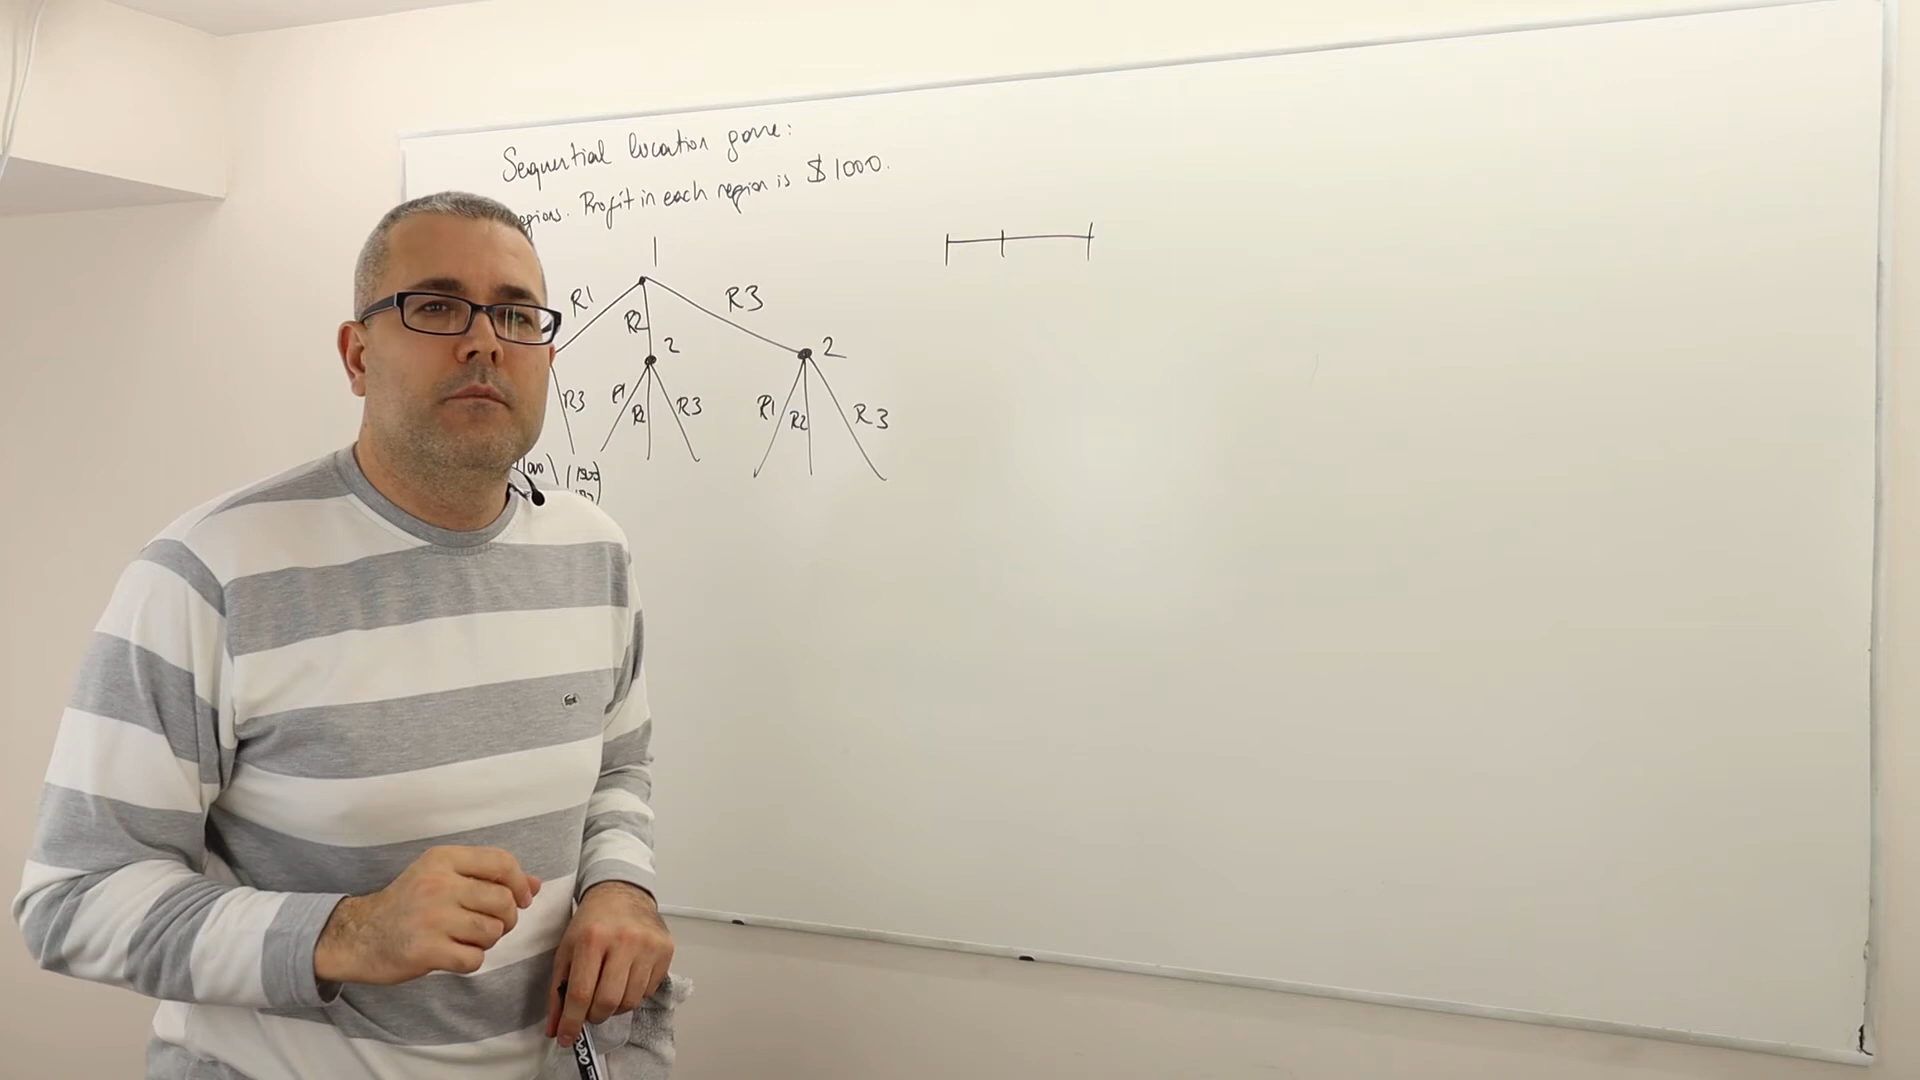 Sequential location game:
regions. Profit in each region is $1000.
1
R1 R2 R3
2 2
R3 R1 R2 R3 R1 R2 R3
(1500